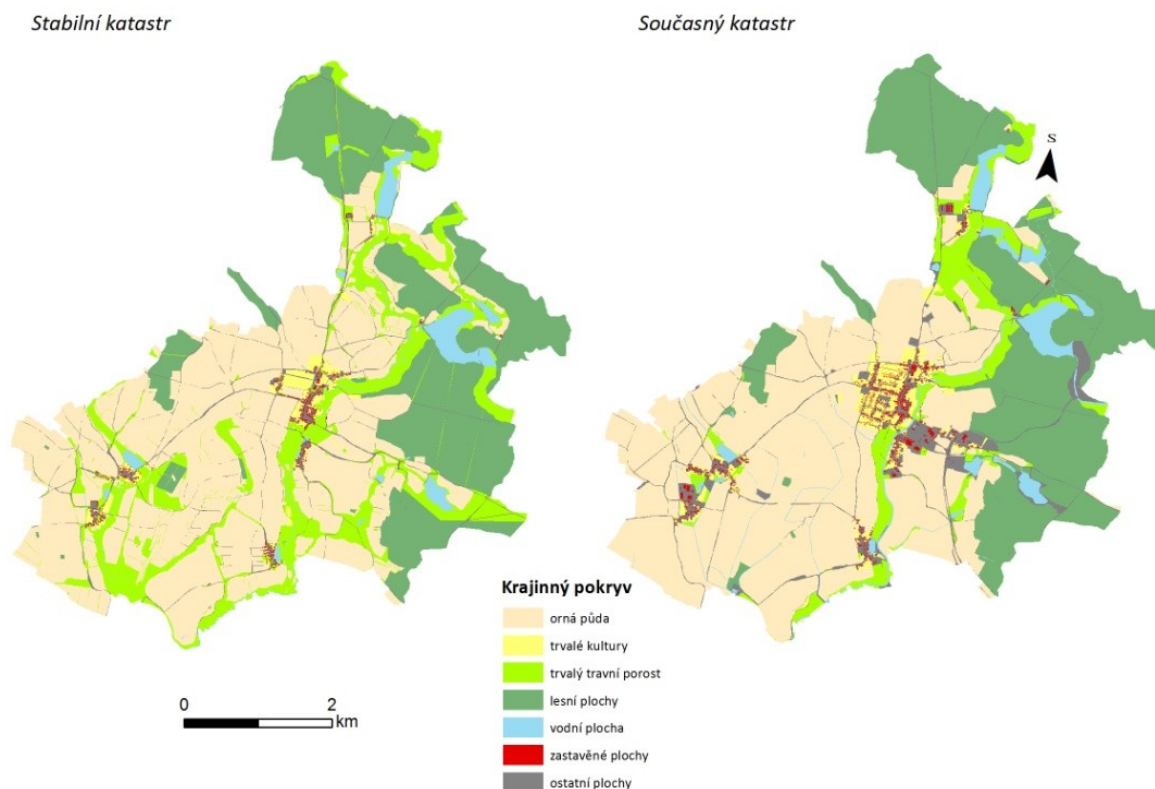 Stabilní katastr
Současný katastr
S
Krajinný pokryv
orná půda
trvalé kultury
trvalý travní porost
lesní plochy
vodní plocha
zastavěné plochy
ostatní plochy
0 2
km